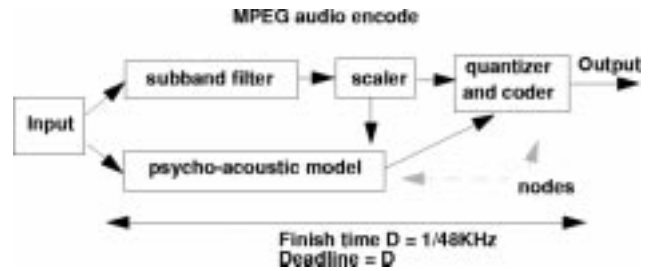 MPEG audio encode
subband filter
scaler
quantizer
and coder
Output
Input
psycho-acoustic model
nodes
Finish time D = 1/48KHz
Deadline = D